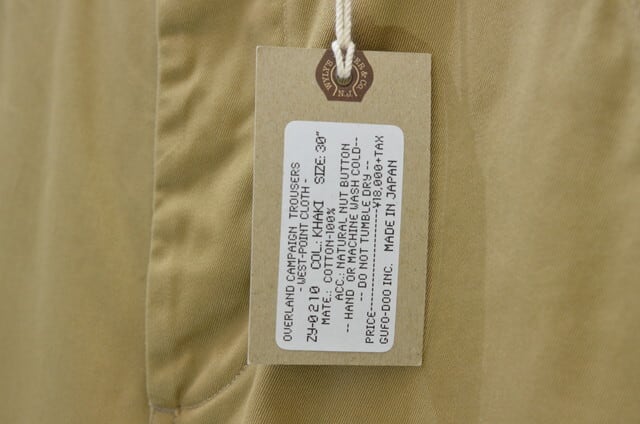 OVERLAND CAMPAIGN TROUSERS
- WEST-POINT CLOTH -
ZY-0210 COL.: KHAKI SIZE: 30"
MATE.: COTTON-100%
ACC.: NATURAL NUT BUTTON
-- HAND OR MACHINE WASH COLD--
-- DO NOT TUMBLE DRY --
PRICE--------------------¥18,000+TAX
GUFO-DOO INC. MADE IN JAPAN
& Co.